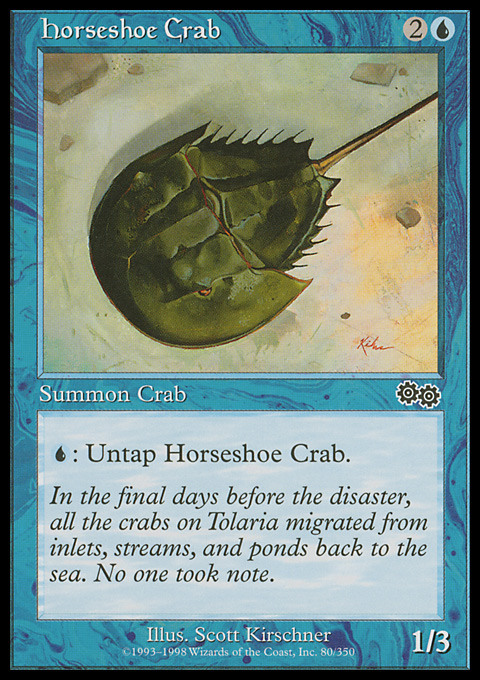 Horseshoe Crab 2
Summon Crab
: Untap Horseshoe Crab.
In the final days before the disaster,
all the crabs on Tolaria migrated from
inlets, streams, and ponds back to the
sea. No one took note.
Illus. Scott Kirschner
©1993-1998 Wizards of the Coast, Inc. 80/350
1/3